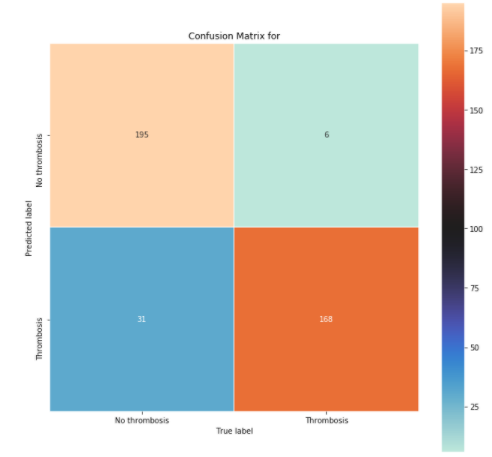 Confusion Matrix for
No thrombosis
Thrombosis
Predicted label
195
6
31
168
No thrombosis
Thrombosis
True label
175
150
125
100
75
50
25